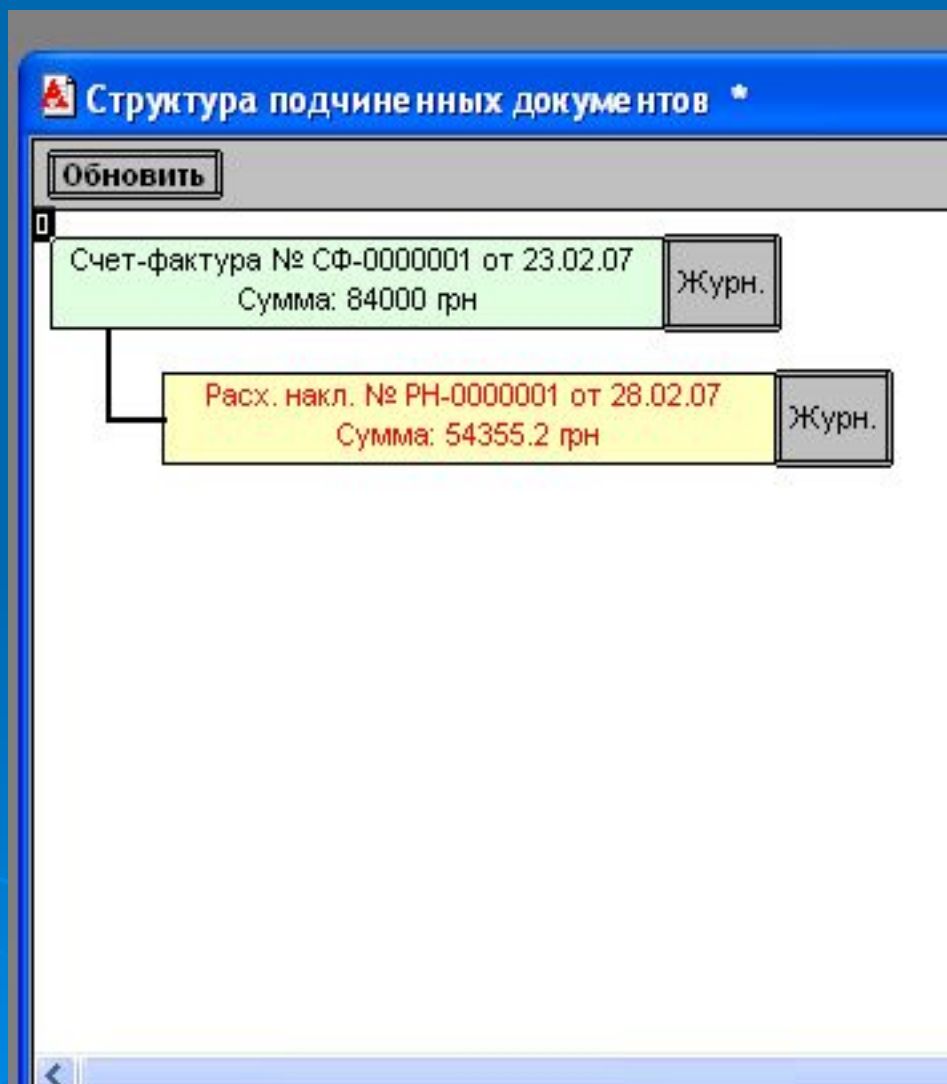 Структура подчиненных документов *
Обновить
Счет-фактура № СФ-0000001 от 23.02.07
Сумма: 84000 грн
Журн.
Расх. накл. № РН-0000001 от 28.02.07
Сумма: 54355.2 грн
Журн.